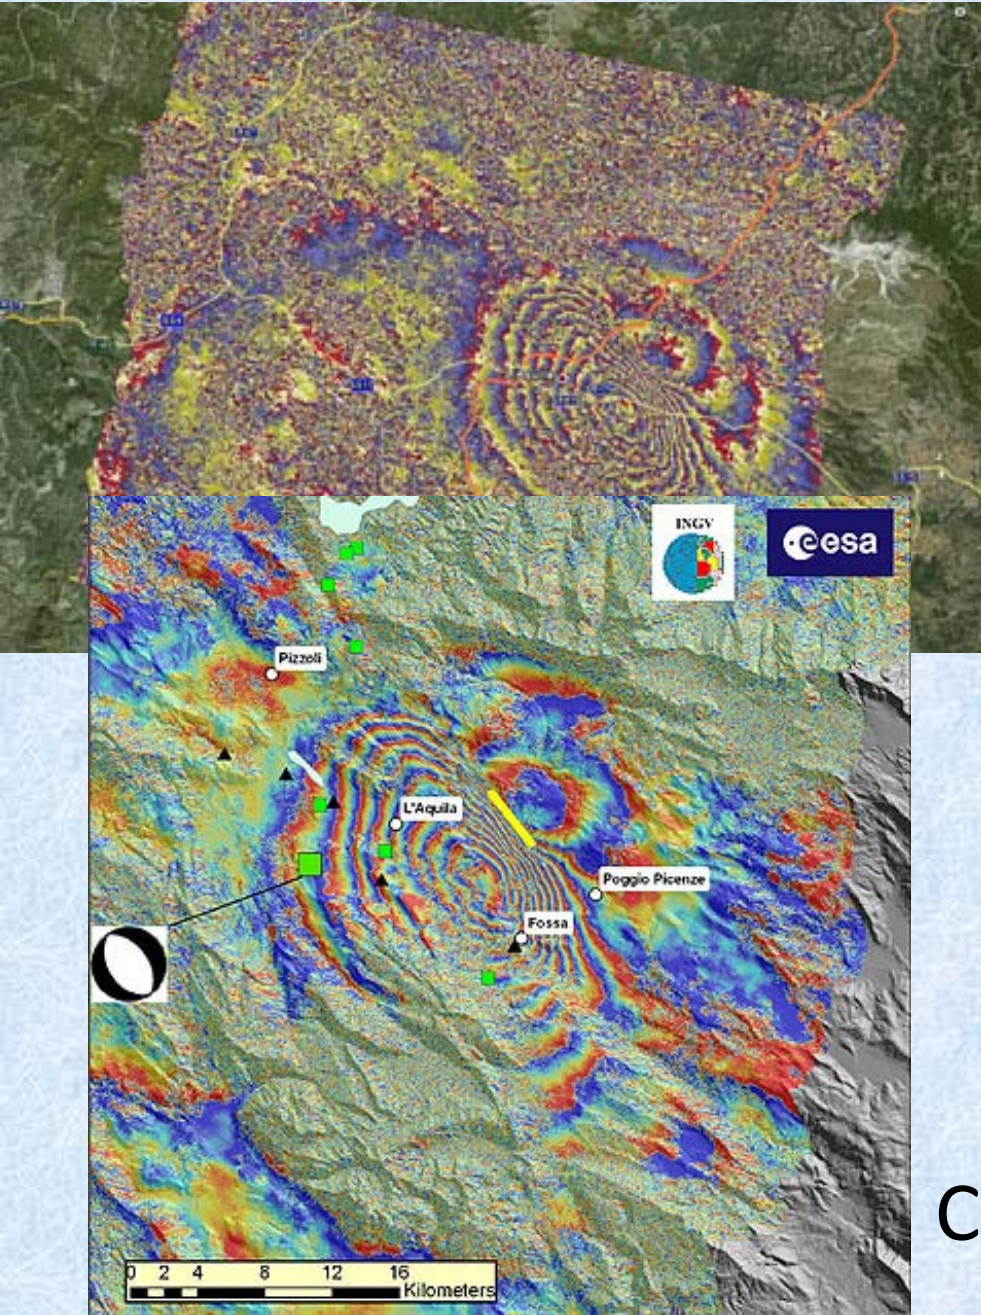 INGV
esa
Pizzoli
L'Aquila
Poggio Picenze
Fossa
0 2 4 8 12 16
Kilometers
C